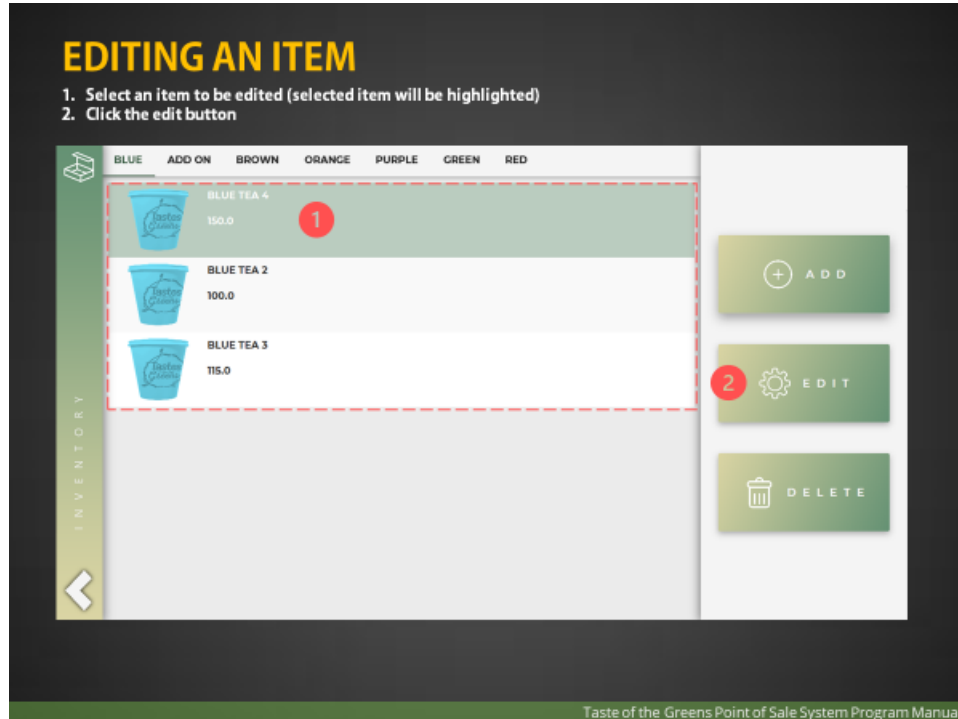 EDITING AN ITEM
1. Select an item to be edited (selected item will be highlighted)
2. Click the edit button
BLUE ADD ON BROWN ORANGE PURPLE GREEN RED
BLUE TEA 4
150.0
1
BLUE TEA 2
100.0
BLUE TEA 3
115.0
INVENTORY
ADD
2 EDIT
DELETE
Taste of the Greens Point of Sale System Program Manua